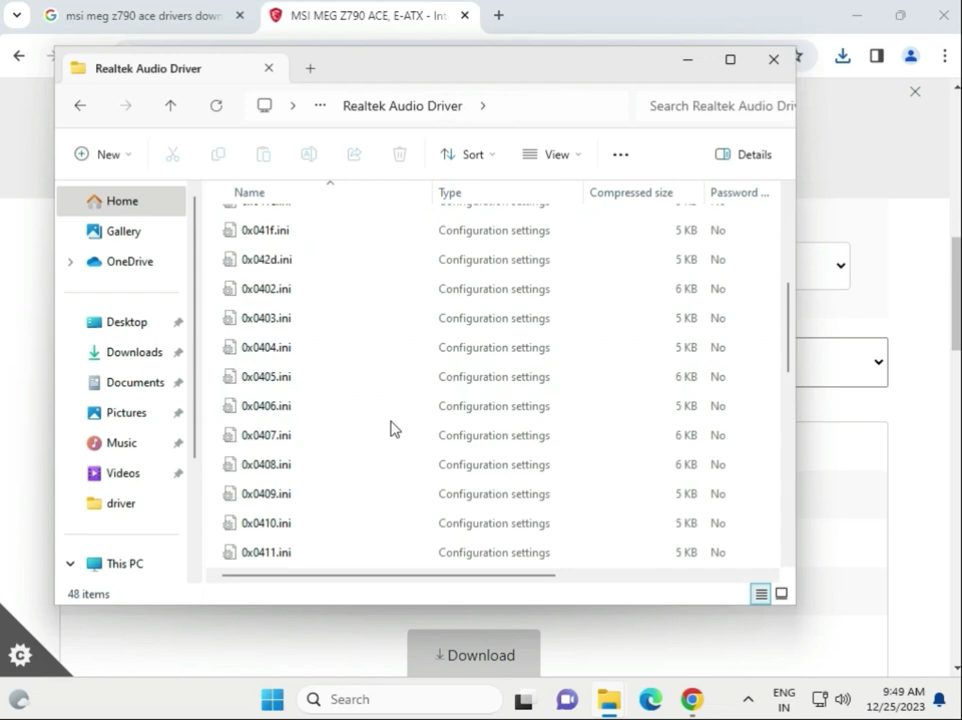 msi meg z790 ace drivers down
MSI MEG Z790 ACE, E-ATX - Int
Realtek Audio Driver
Realtek Audio Driver
Search Realtek Audio Dri
New
Sort
View
Details
Name Type Compressed size Password ...
Home
Gallery
OneDrive
Desktop
Downloads
Documents
Pictures
Music
Videos
driver
This PC
0x041f.ini Configuration settings 5 KB No
0x042d.ini Configuration settings 5 KB No
0x0402.ini Configuration settings 6 KB No
0x0403.ini Configuration settings 5 KB No
0x0404.ini Configuration settings 5 KB No
0x0405.ini Configuration settings 6 KB No
0x0406.ini Configuration settings 5 KB No
0x0407.ini Configuration settings 6 KB No
0x0408.ini Configuration settings 6 KB No
0x0409.ini Configuration settings 5 KB No
0x0410.ini Configuration settings 5 KB No
0x0411.ini Configuration settings 5 KB No
48 items
Download
Search
ENG
IN
9:49 AM
12/25/2023